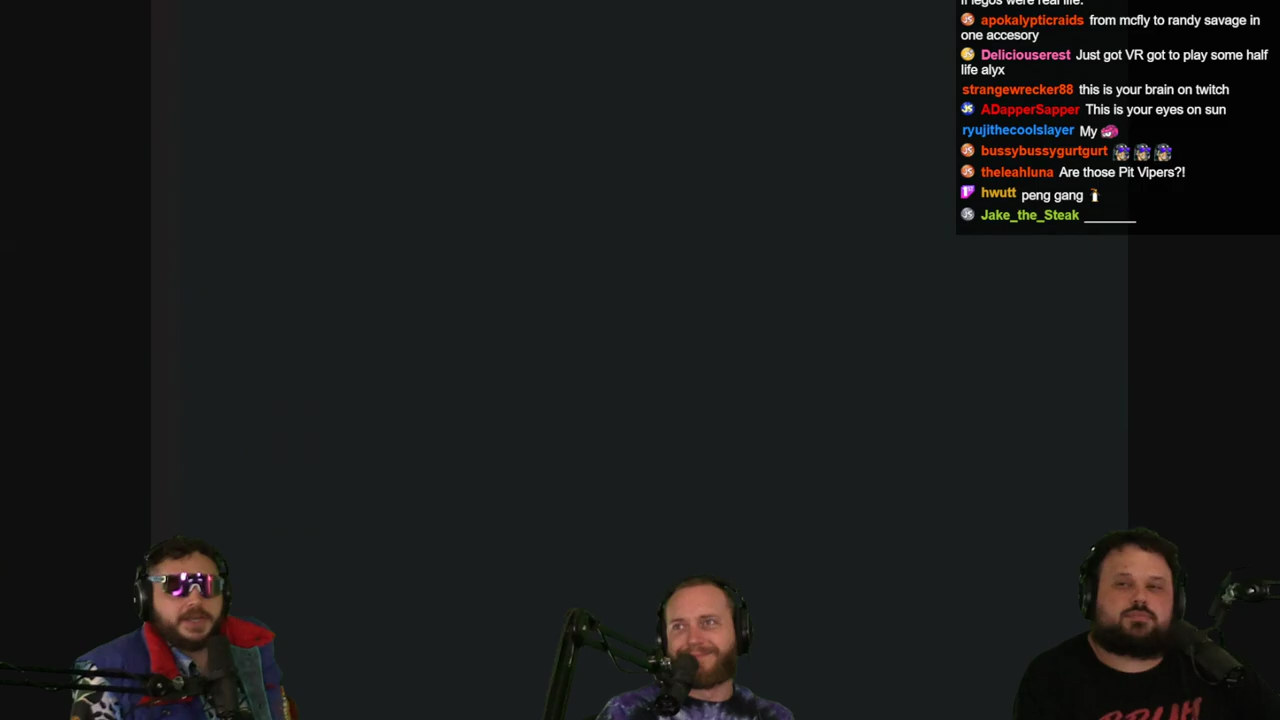 apokalypticraids from mcfly to randy savage in
one accesory
Deliciouserest Just got VR got to play some half
life alyx
strangewrecker88 this is your brain on twitch
ADapperSapper This is your eyes on sun
ryujithecoolslayer My
bussybussygurtgurt
theleahluna Are those Pit Vipers?!
hwutt peng gang
Jake_the_Steak _______